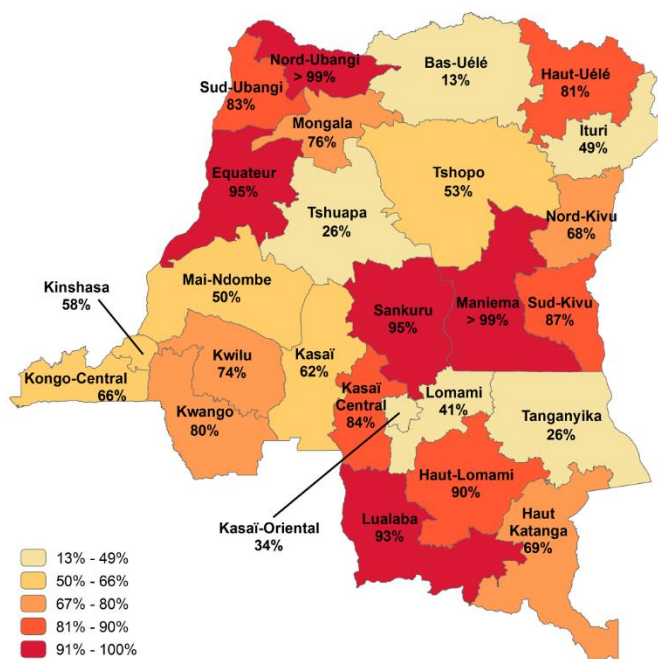 Nord-Ubangi
> 99%
Bas-Uélé
13%
Haut-Uélé
81%
Sud-Ubangi
83%
Mongala
76%
Ituri
49%
Equateur
95%
Tshopo
53%
Tshuapa
26%
Nord-Kivu
68%
Mai-Ndombe
50%
Kinshasa
58%
Sankuru
95%
Maniema
> 99%
Sud-Kivu
87%
Kwilu
74%
Kasaï
62%
Kongo-Central
66%
Kasaï
Central
84%
Lomami
41%
Kwango
80%
Tanganyika
26%
Haut-Lomami
90%
Kasaï-Oriental
34%
Lualaba
93%
Haut
Katanga
69%
13% - 49%
50% - 66%
67% - 80%
81% - 90%
91% - 100%